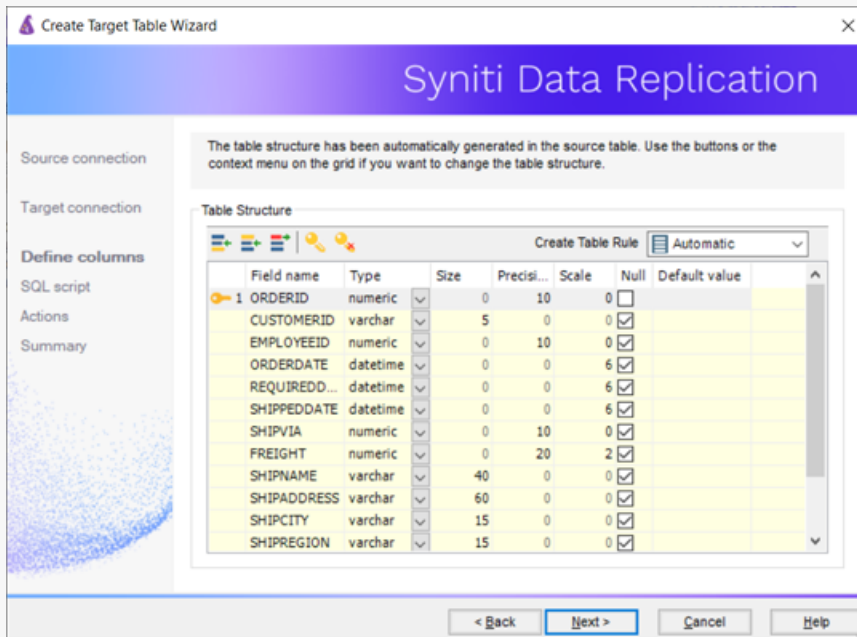 Create Target Table Wizard
Syniti Data Replication
Source connection
Target connection
Define columns
SQL script
Actions
Summary
The table structure has been automatically generated in the source table. Use the buttons or the
context menu on the grid if you want to change the table structure.
Table Structure
Create Table Rule Automatic
Field name Type Size Precisi... Scale Null Default value
1 ORDERID numeric 0 10 0
CUSTOMERID varchar 5 0 0
EMPLOYEEID numeric 0 10 0
ORDERDATE datetime 0 0 6
REQUIREDD... datetime 0 0 6
SHIPPEDDATE datetime 0 0 6
SHIPVIA numeric 0 10 0
FREIGHT numeric 0 20 2
SHIPNAME varchar 40 0 0
SHIPADDRESS varchar 60 0 0
SHIPCITY varchar 15 0 0
SHIPREGION varchar 15 0 0
< Back Next > Cancel Help